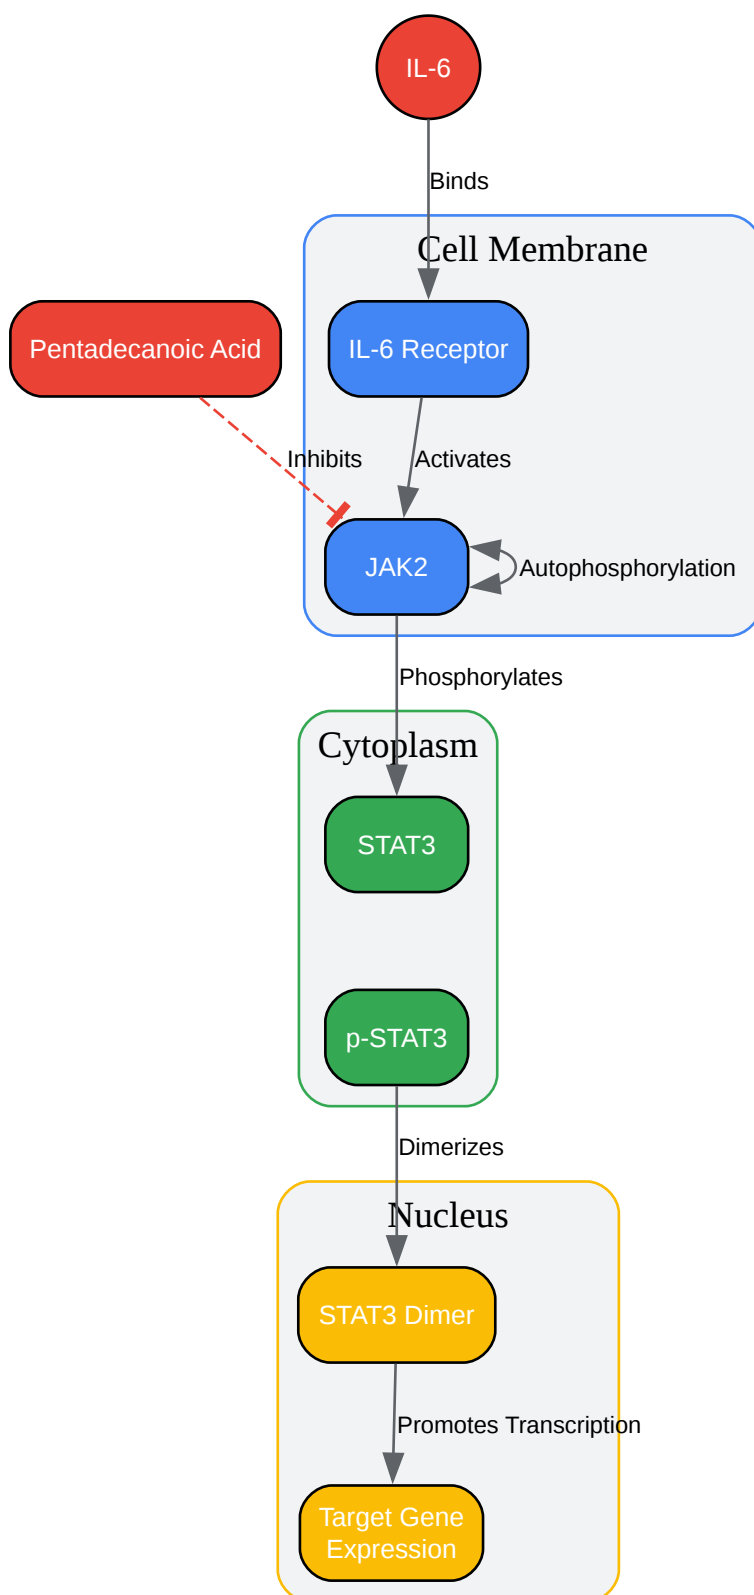 IL-6
Binds
Cell Membrane
Pentadecanoic Acid
IL-6 Receptor
Inhibits
Activates
JAK2
Autophosphorylation
Phosphorylates
Cytoplasm
STAT3
p-STAT3
Dimerizes
Nucleus
STAT3 Dimer
Promotes Transcription
Target Gene
Expression